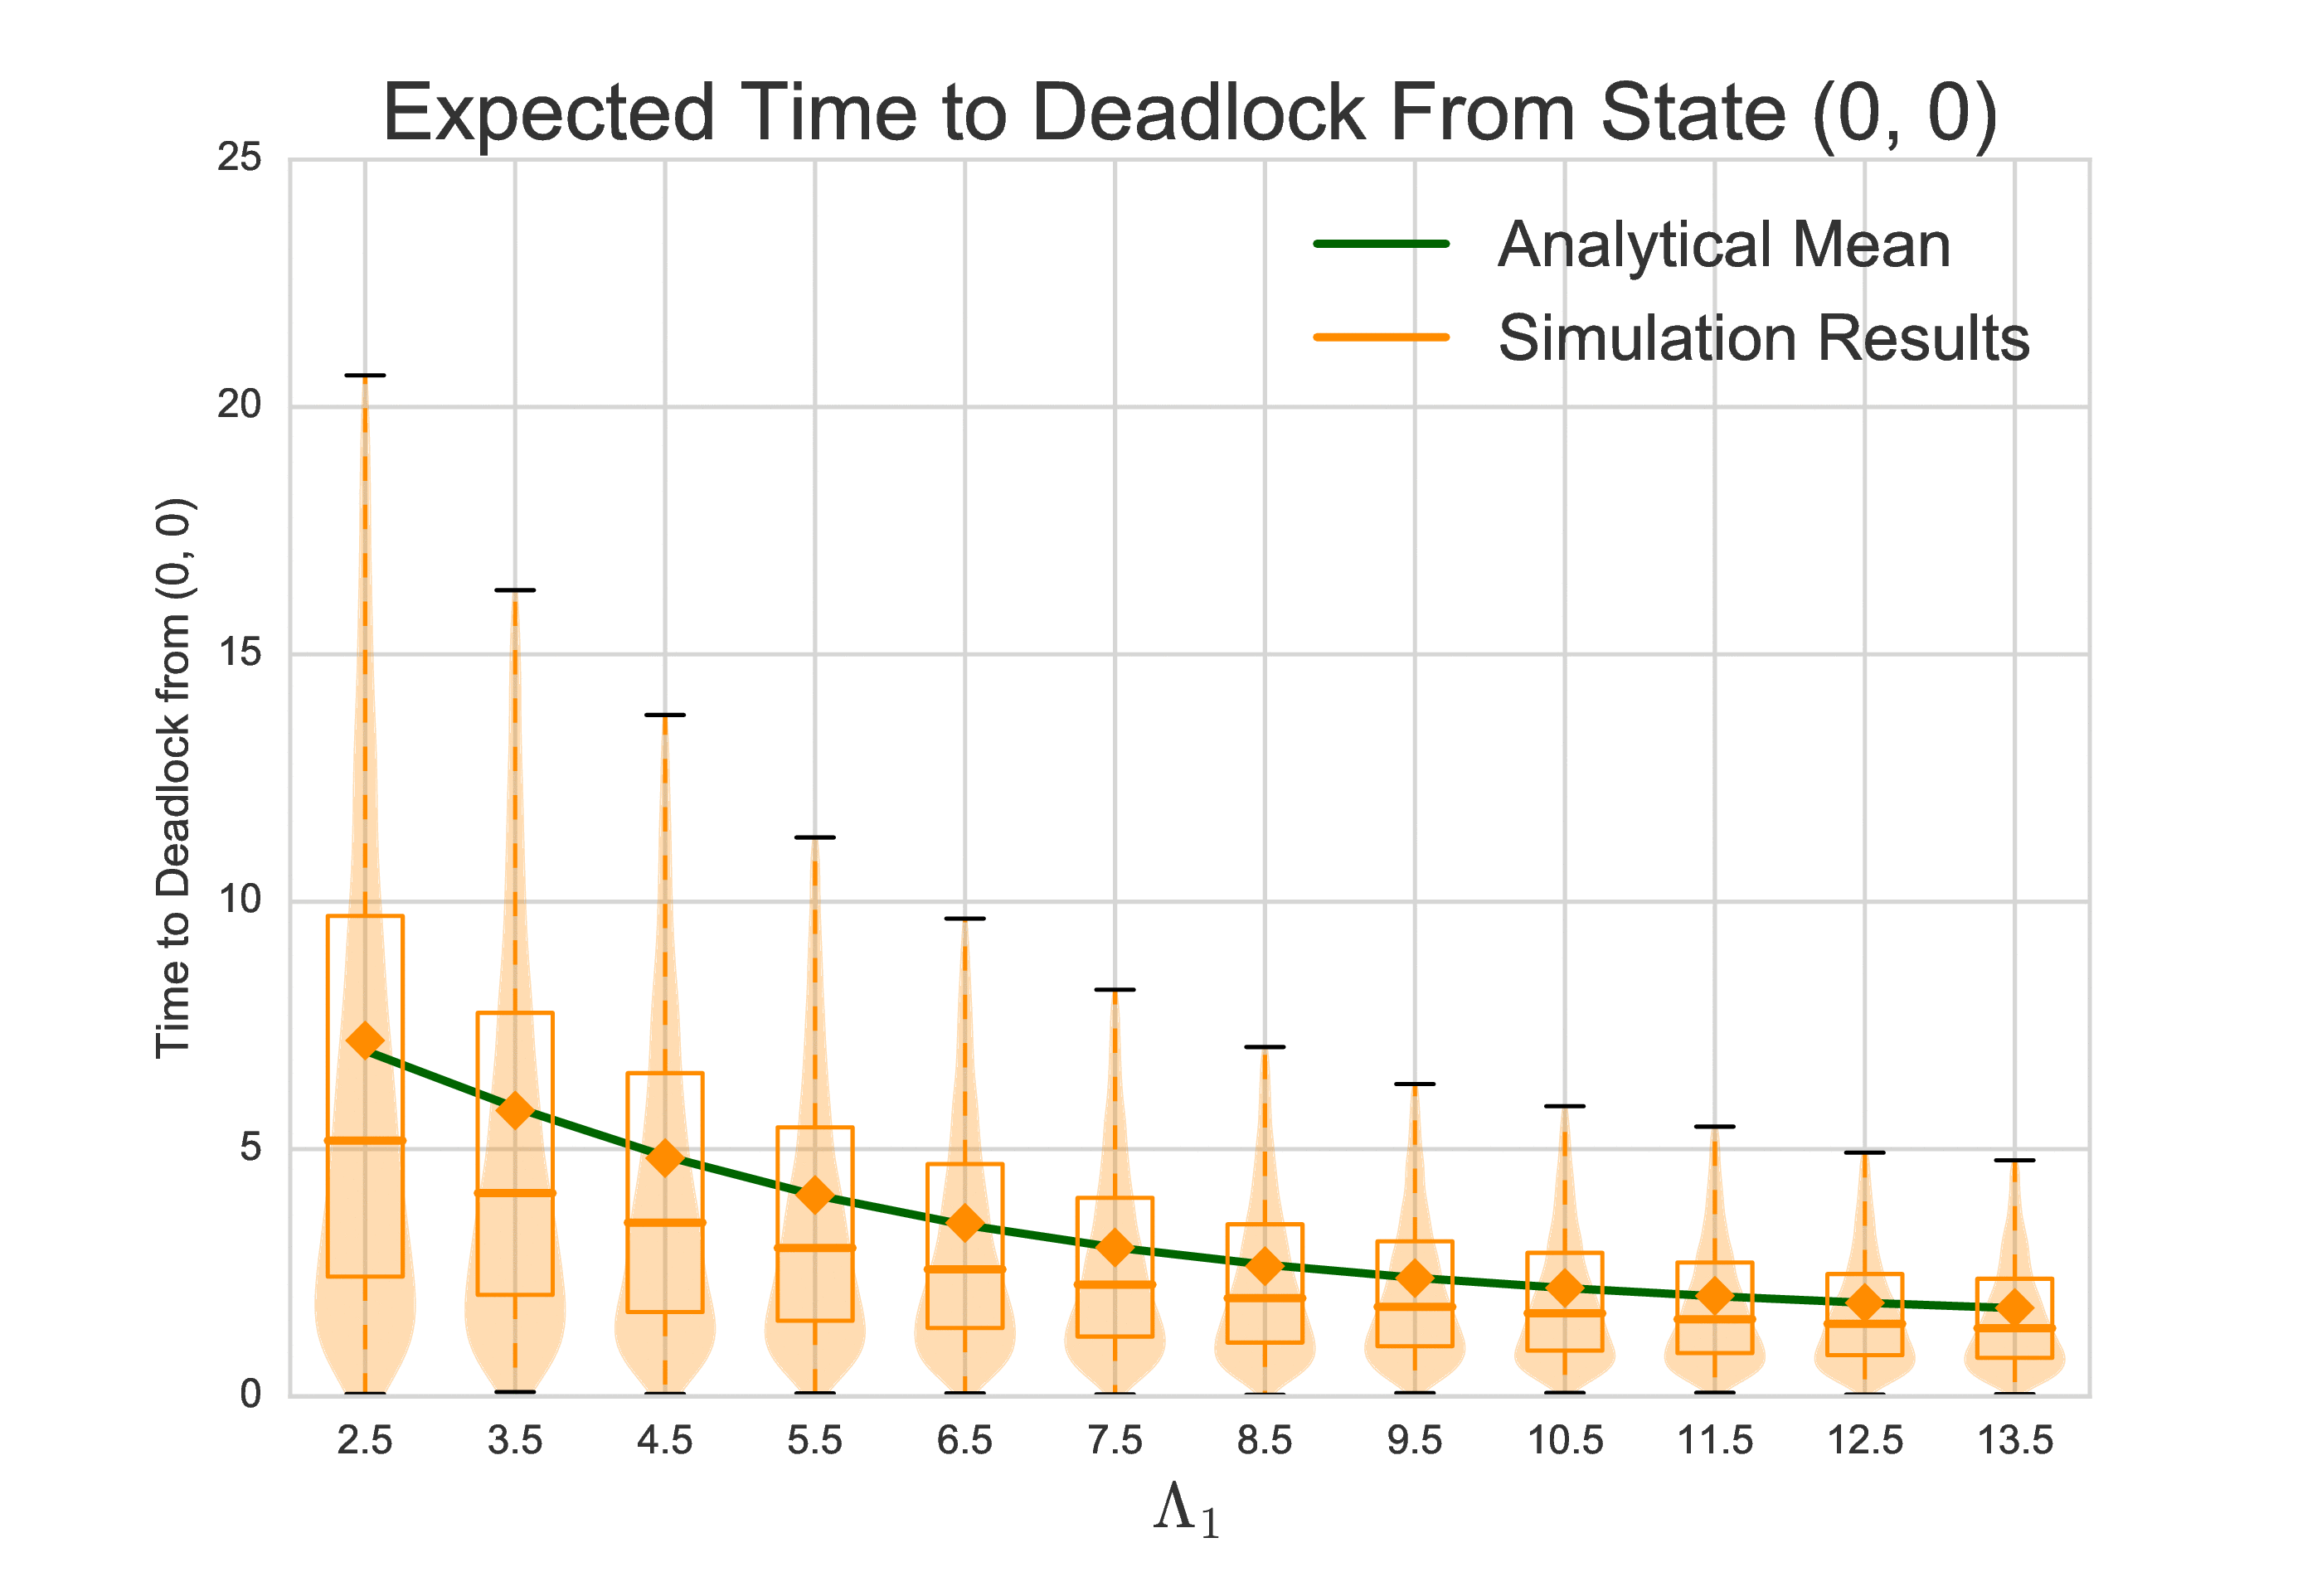 Expected Time to Deadlock From State (0, 0)
Analytical Mean
Simulation Results
Time to Deadlock from (0, 0)
25
20
15
10
5
0
2.5 3.5 4.5 5.5 6.5 7.5 8.5 9.5 10.5 11.5 12.5 13.5
Λ₁